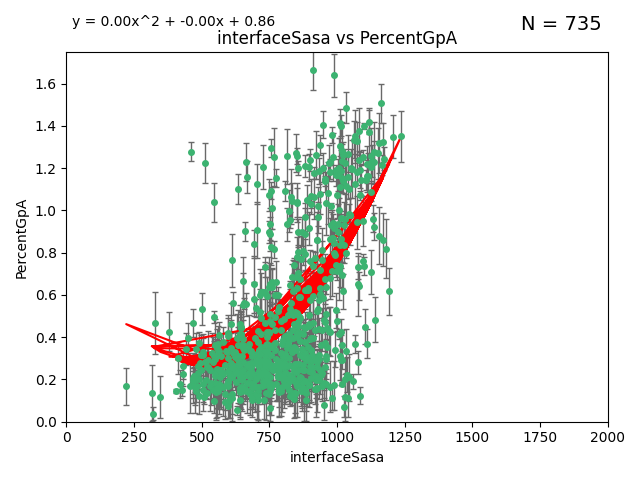 y = 0.00x^2 + -0.00x + 0.86
N = 735
interfaceSasa vs PercentGpA
PercentGpA
1.6
1.4
1.2
1.0
0.8
0.6
0.4
0.2
0.0
0 250 500 750 1000 1250 1500 1750 2000
interfaceSasa